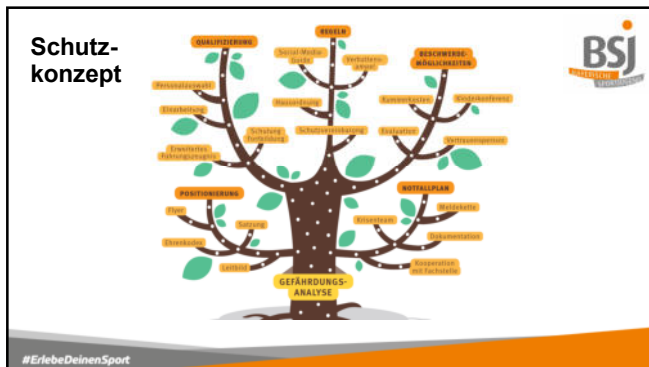 Schutz-
konzept
QUALIFIZIERUNG
REGELN
BESCHWERDE-
MÖGLICHKEITEN
BSJ
BAYERISCHE
SPORTJUGEND
Social-Media-
Guide
Verhaltens-
ampel
Personalauswahl
Hausordnung
Kummerkasten
Kinderkonferenz
Einarbeitung
Schulung
Fortbildung
Schutzvereinbarung
Evaluation
Vertrauensperson
Erweitertes
Führungszeugnis
POSITIONIERUNG
NOTFALLPLAN
Flyer
Satzung
Krisenteam
Meldekette
Ehrenkodex
Dokumentation
Leitbild
Kooperation
mit Fachstelle
GEFÄHRDUNGS-
ANALYSE
#ErlebeDeinenSport